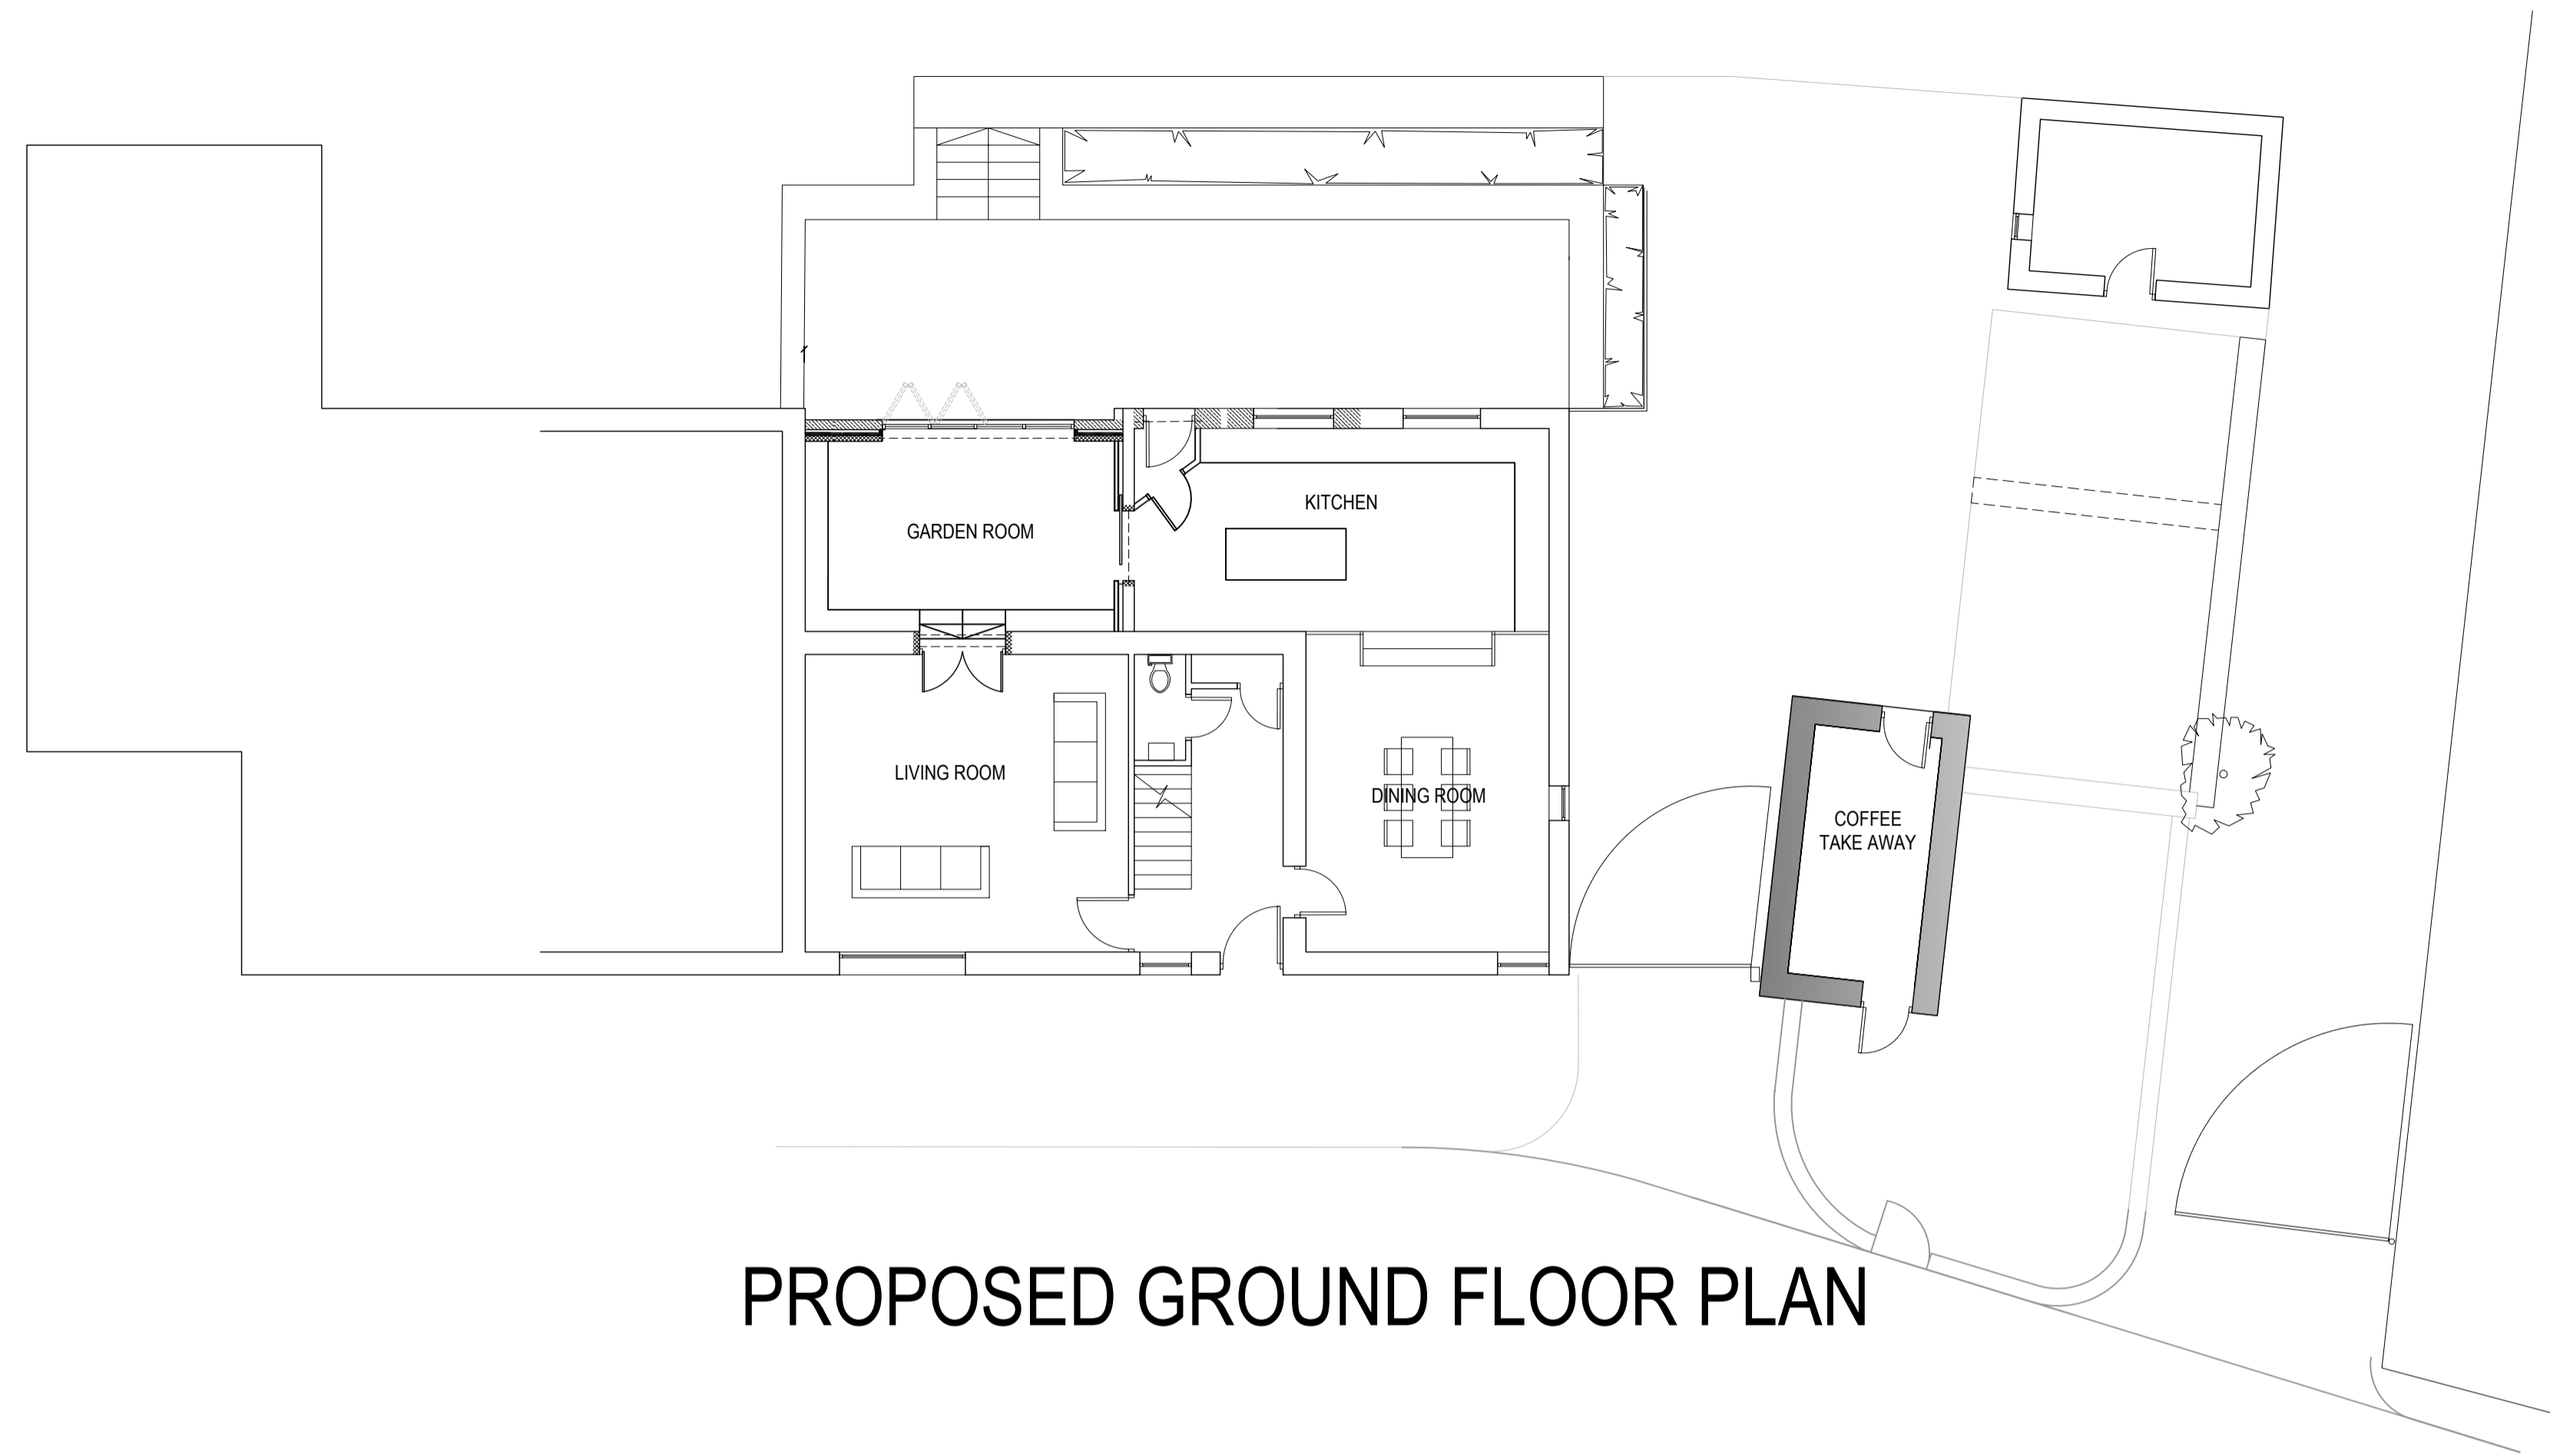 KITCHEN
GARDEN ROOM
LIVING ROOM
DINING ROOM
COFFEE
TAKE AWAY
PROPOSED GROUND FLOOR PLAN